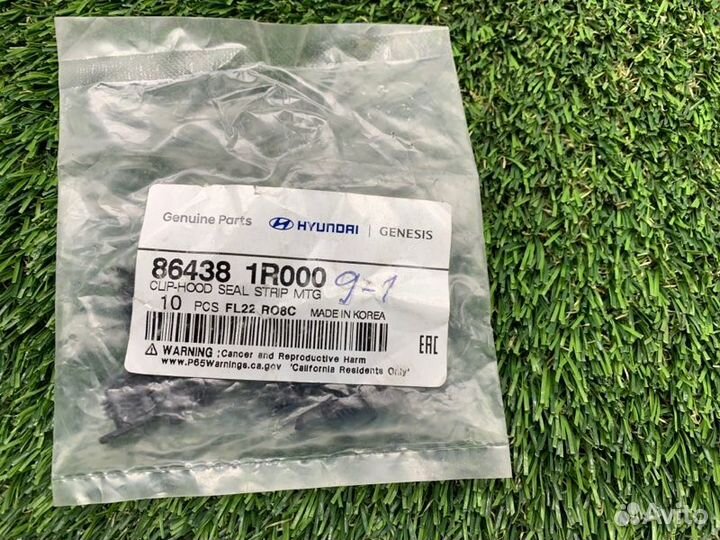 Genuine Parts HYUNDAI | GENESIS
86438 1R000 9-1
CLIP-HOOD SEAL STRIP MTG
10 PCS FL22 RO8C MADE IN KOREA
EAC
⚠ WARNING ;Cancer and Reproductive Harm
www.P65Warnings.ca.gov 'California Residents Only'
Avito